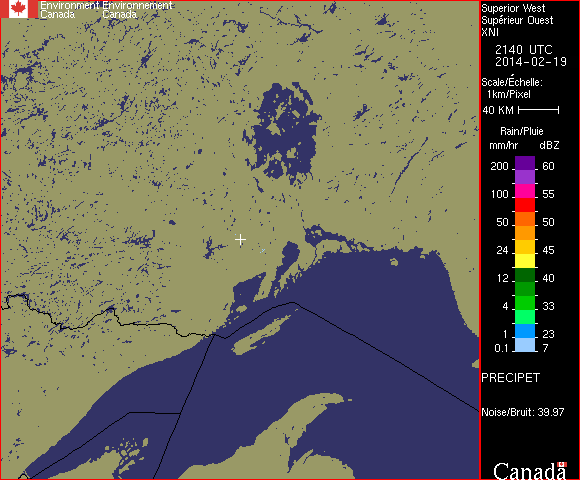 Environment Environnement
Canada Canada
Superior West
Supérieur Ouest
XNI
2140 UTC
2014-02-19
Scale/Échelle:
1km/Pixel
40 KM
Rain/Pluie
mm/hr dBZ
200 60
100 55
50 50
24 45
12 40
4 33
1 23
0.1 7
PRECIPET
Noise/Bruit: 39.97
Canada